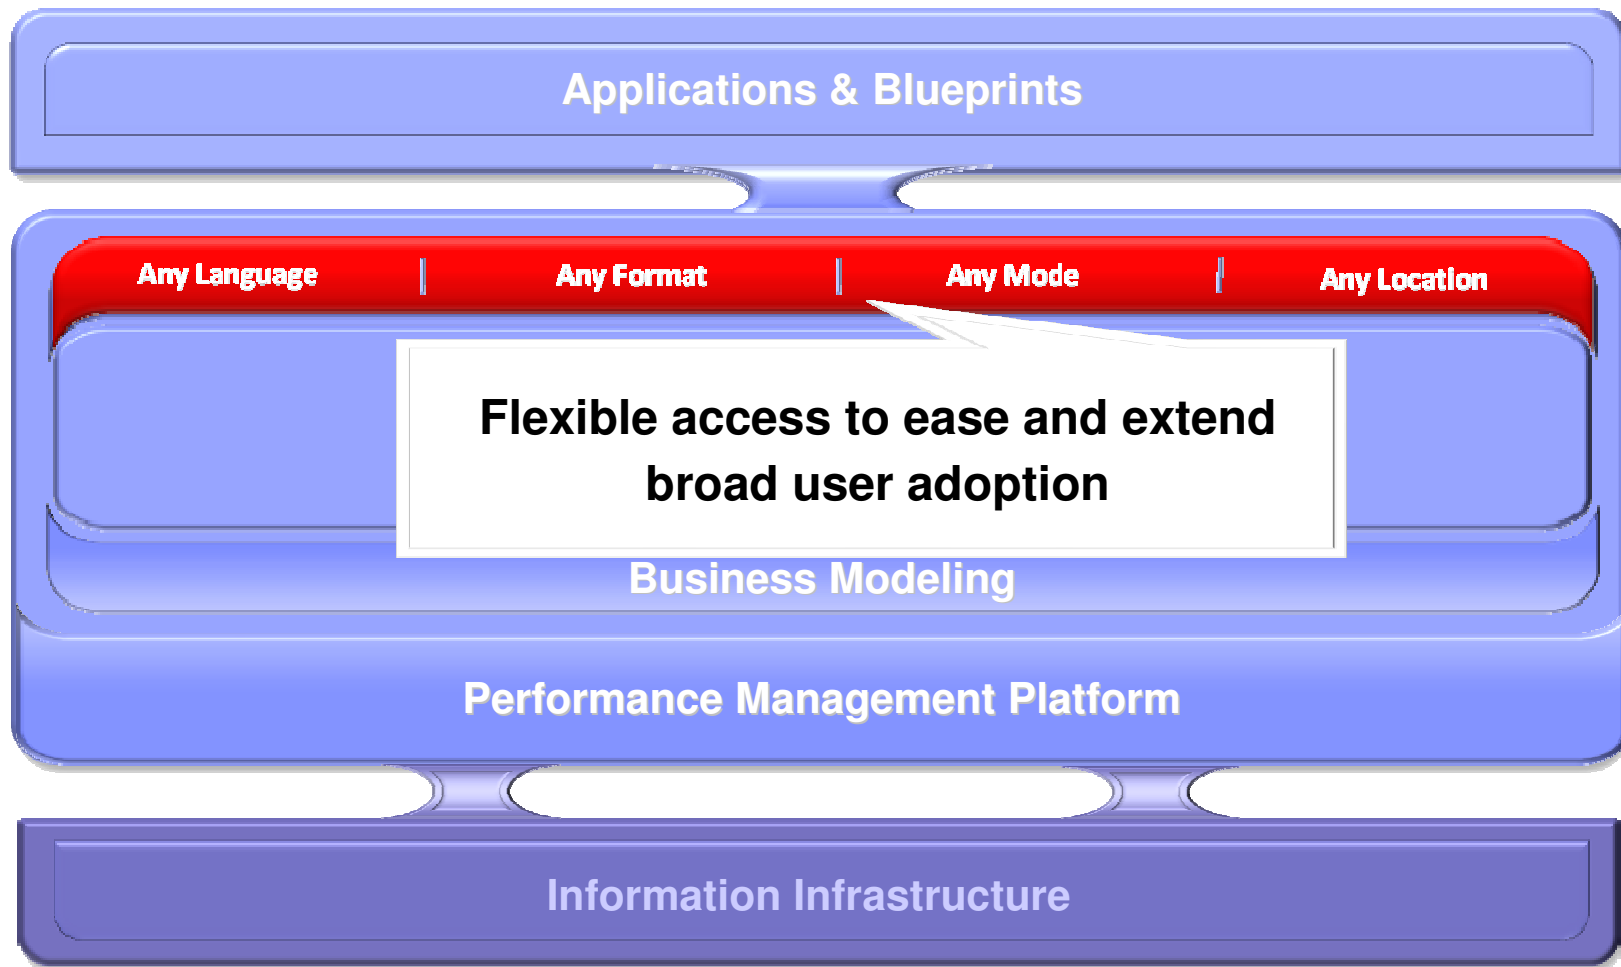 Applications & Blueprints
Any Language | Any Format | Any Mode | Any Location
Flexible access to ease and extend
broad user adoption
Business Modeling
Performance Management Platform
Information Infrastructure